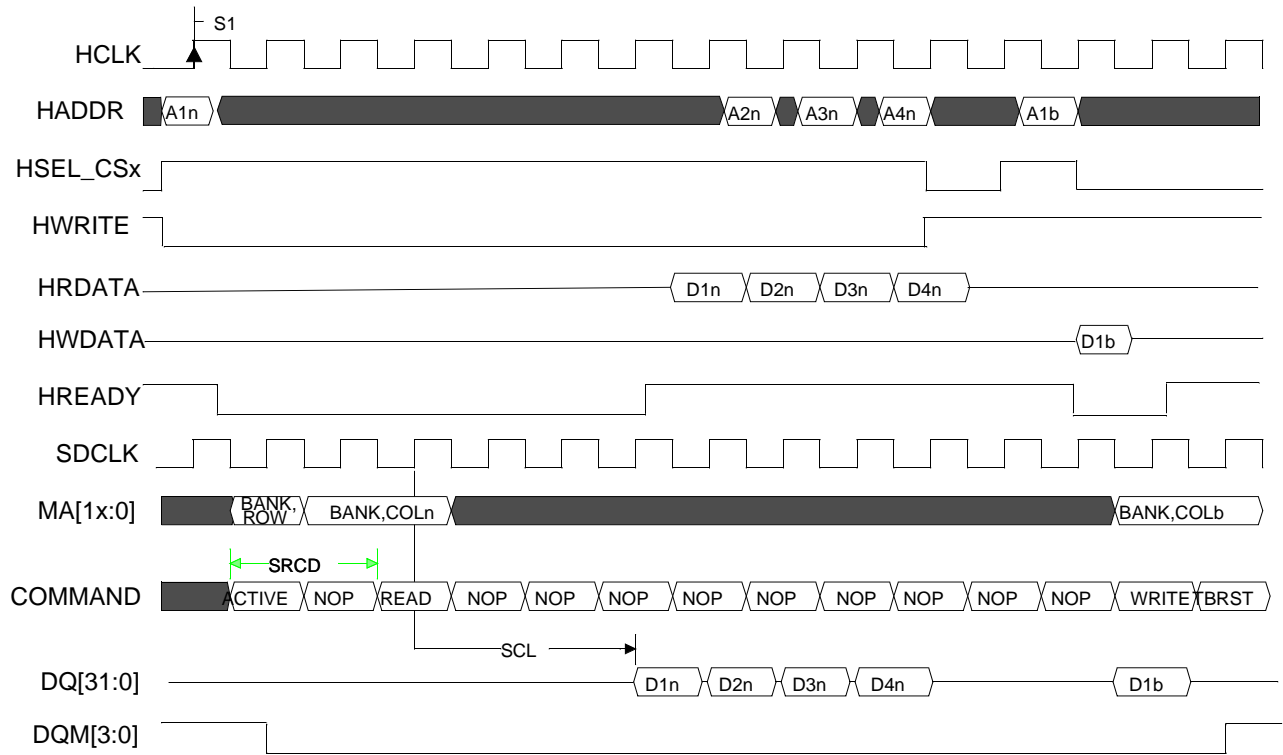 S1
HCLK
HADDR A1n A2n A3n A4n A1b
HSEL_CSx
HWRITE
HRDATA D1n D2n D3n D4n
HWDATA D1b
HREADY
SDCLK
MA[1x:0] BANK, ROW BANK,COLn BANK,COLb
SRCD
COMMAND ACTIVE NOP READ NOP NOP NOP NOP NOP NOP NOP NOP NOP WRITE TBRST
SCL
DQ[31:0] D1n D2n D3n D4n D1b
DQM[3:0]